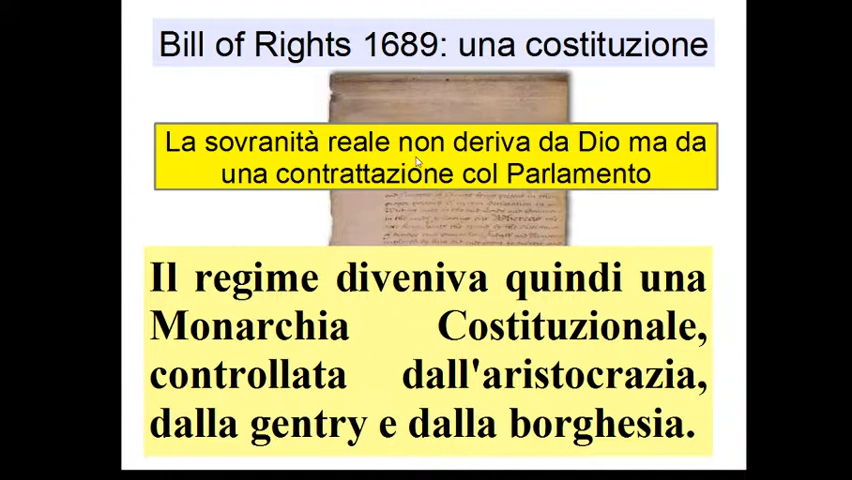 Bill of Rights 1689: una costituzione
La sovranità reale non deriva da Dio ma da
una contrattazione col Parlamento
Il regime diveniva quindi una
Monarchia Costituzionale,
controllata dall'aristocrazia,
dalla gentry e dalla borghesia.